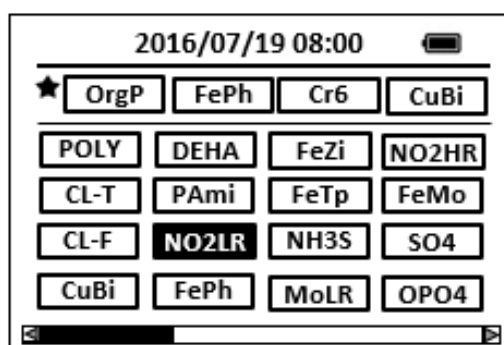 2016/07/19 08:00
OrgP FePh Cr6 CuBi
POLY DEHA FeZi NO2HR
CL-T PAmi FeTp FeMo
CL-F NO2LR NH3S SO4
CuBi FePh MoLR OPO4